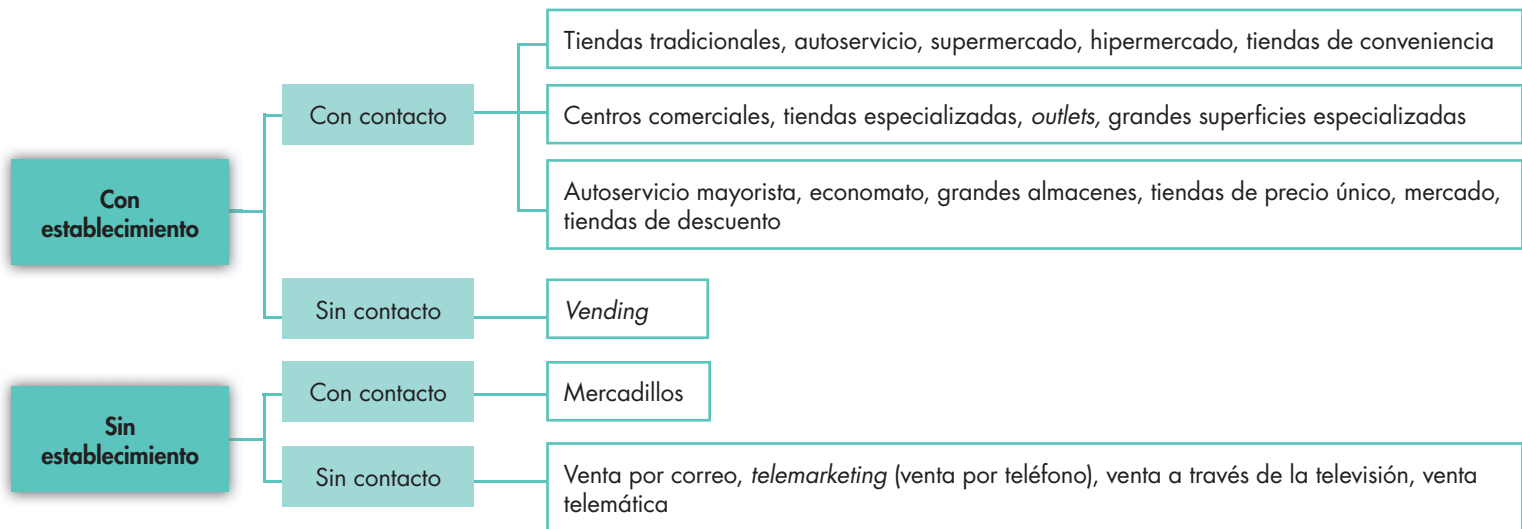 Con
establecimiento
Con contacto
Tiendas tradicionales, autoservicio, supermercado, hipermercado, tiendas de conveniencia
Centros comerciales, tiendas especializadas, outlets, grandes superficies especializadas
Autoservicio mayorista, economato, grandes almacenes, tiendas de precio único, mercado,
tiendas de descuento
Sin contacto
Vending
Sin
establecimiento
Con contacto
Mercadillos
Sin contacto
Venta por correo, telemarketing (venta por teléfono), venta a través de la televisión, venta
telemática